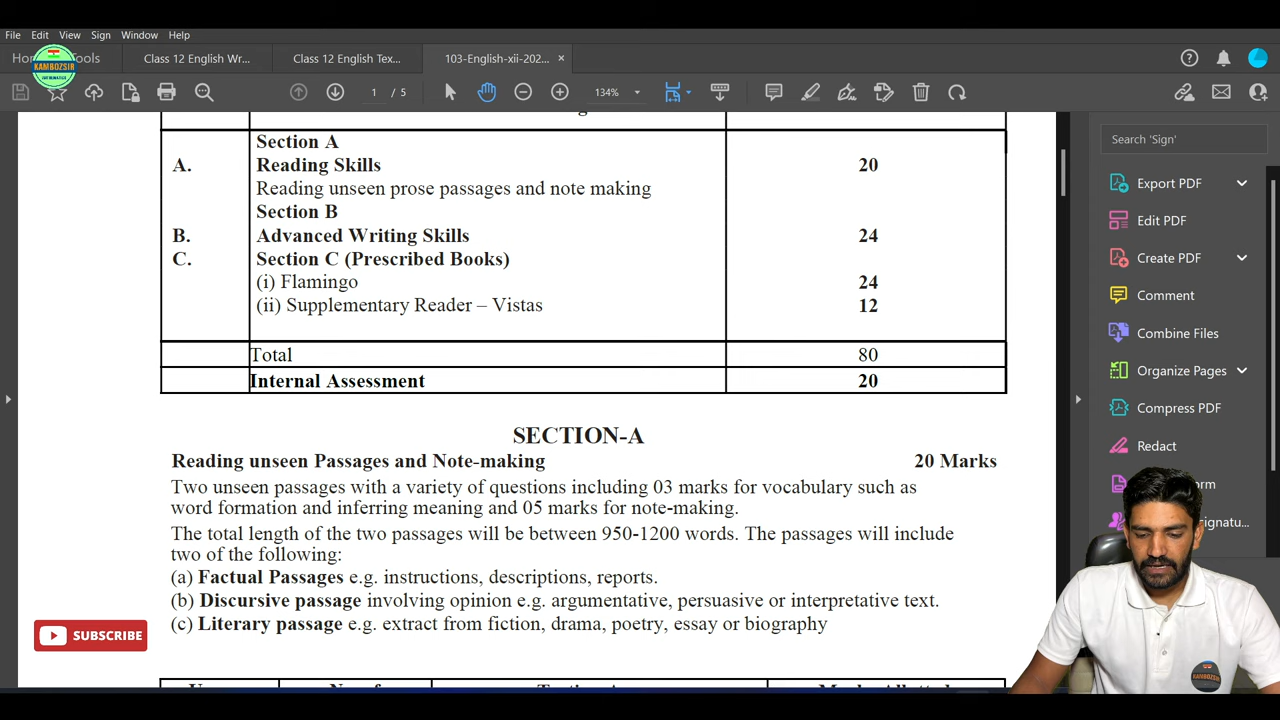 File Edit View Sign Window Help
Ho Tools Class 12 English Wr... Class 12 English Tex... 103-English-xii-202... ×
KAMBOZSIR
1 / 5 134% Search 'Sign'
Section A
A. Reading Skills 20
Reading unseen prose passages and note making
Section B
B. Advanced Writing Skills 24
C. Section C (Prescribed Books)
(i) Flamingo 24
(ii) Supplementary Reader – Vistas 12
Total 80
Internal Assessment 20
SECTION-A
Reading unseen Passages and Note-making 20 Marks
Two unseen passages with a variety of questions including 03 marks for vocabulary such as
word formation and inferring meaning and 05 marks for note-making.
The total length of the two passages will be between 950-1200 words. The passages will include
two of the following:
(a) Factual Passages e.g. instructions, descriptions, reports.
(b) Discursive passage involving opinion e.g. argumentative, persuasive or interpretative text.
(c) Literary passage e.g. extract from fiction, drama, poetry, essay or biography
SUBSCRIBE
Export PDF
Edit PDF
Create PDF
Comment
Combine Files
Organize Pages
Compress PDF
Redact
rm
ignatu...
KAMBOZSIR